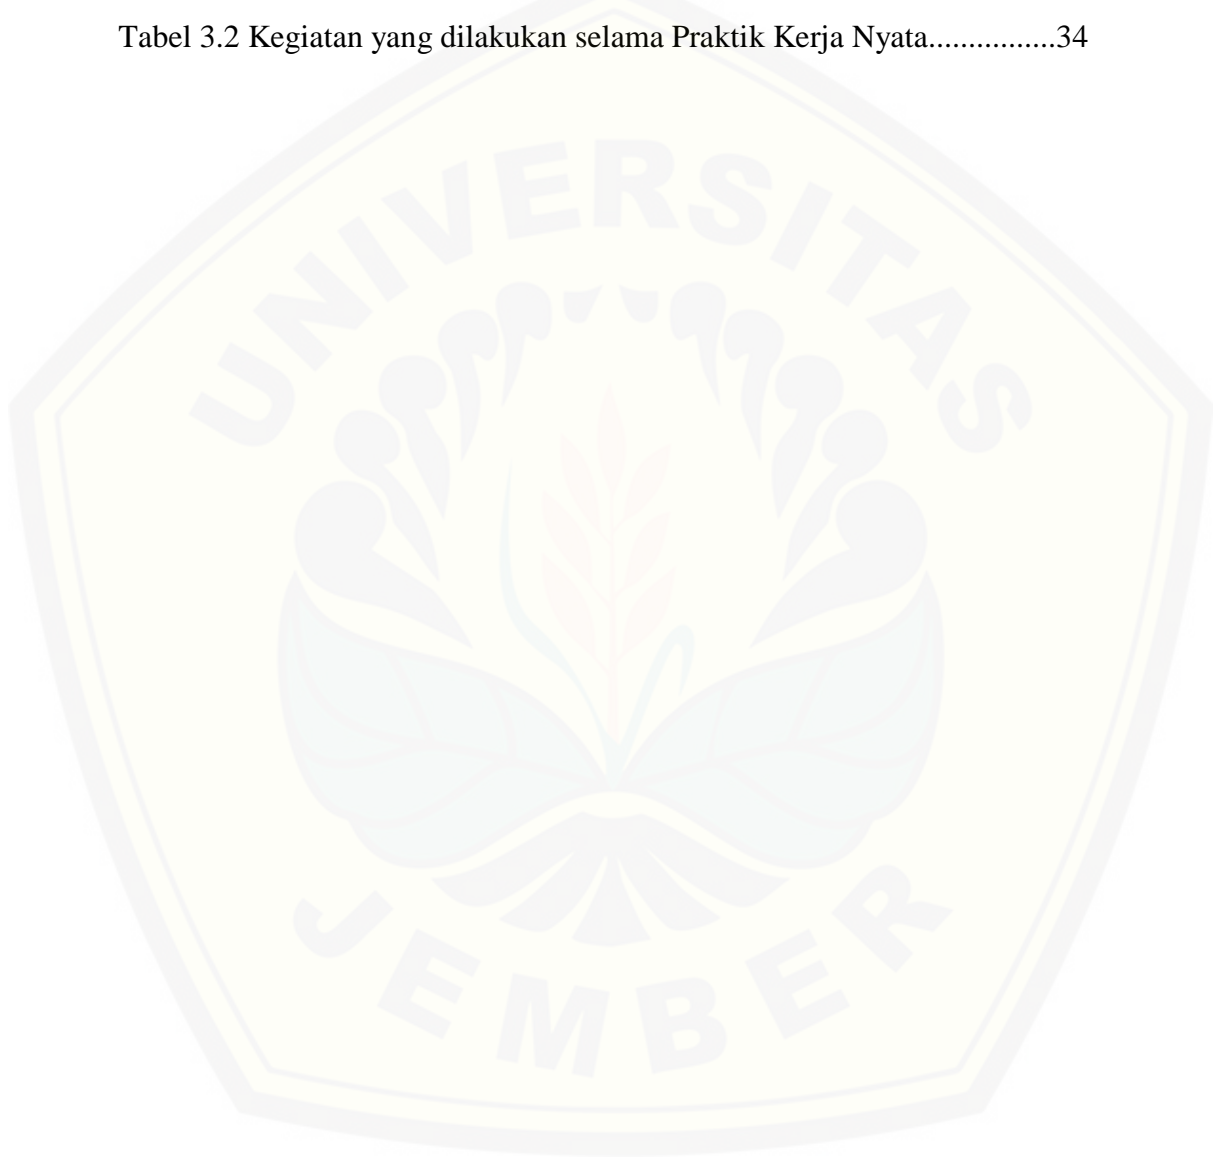 Tabel 3.2 Kegiatan yang dilakukan selama Praktik Kerja Nyata................34
UNIVERSITAS
JEMBER